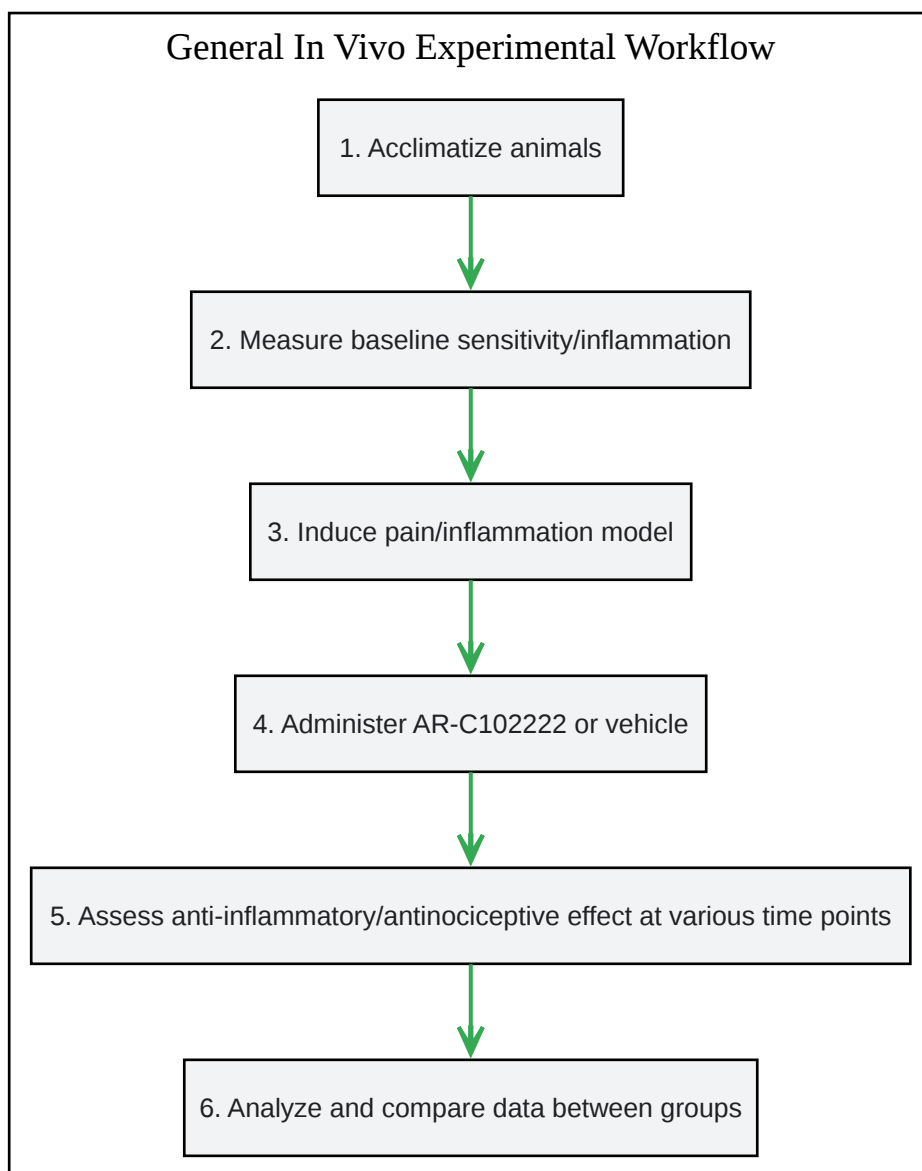 General In Vivo Experimental Workflow
1. Acclimatize animals
2. Measure baseline sensitivity/inflammation
3. Induce pain/inflammation model
4. Administer AR-C102222 or vehicle
5. Assess anti-inflammatory/antinociceptive effect at various time points
6. Analyze and compare data between groups